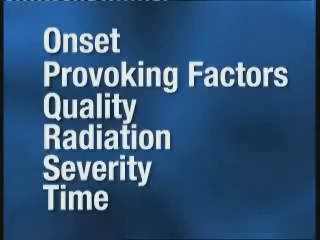 Onset
Provoking Factors
Quality
Radiation
Severity
Time